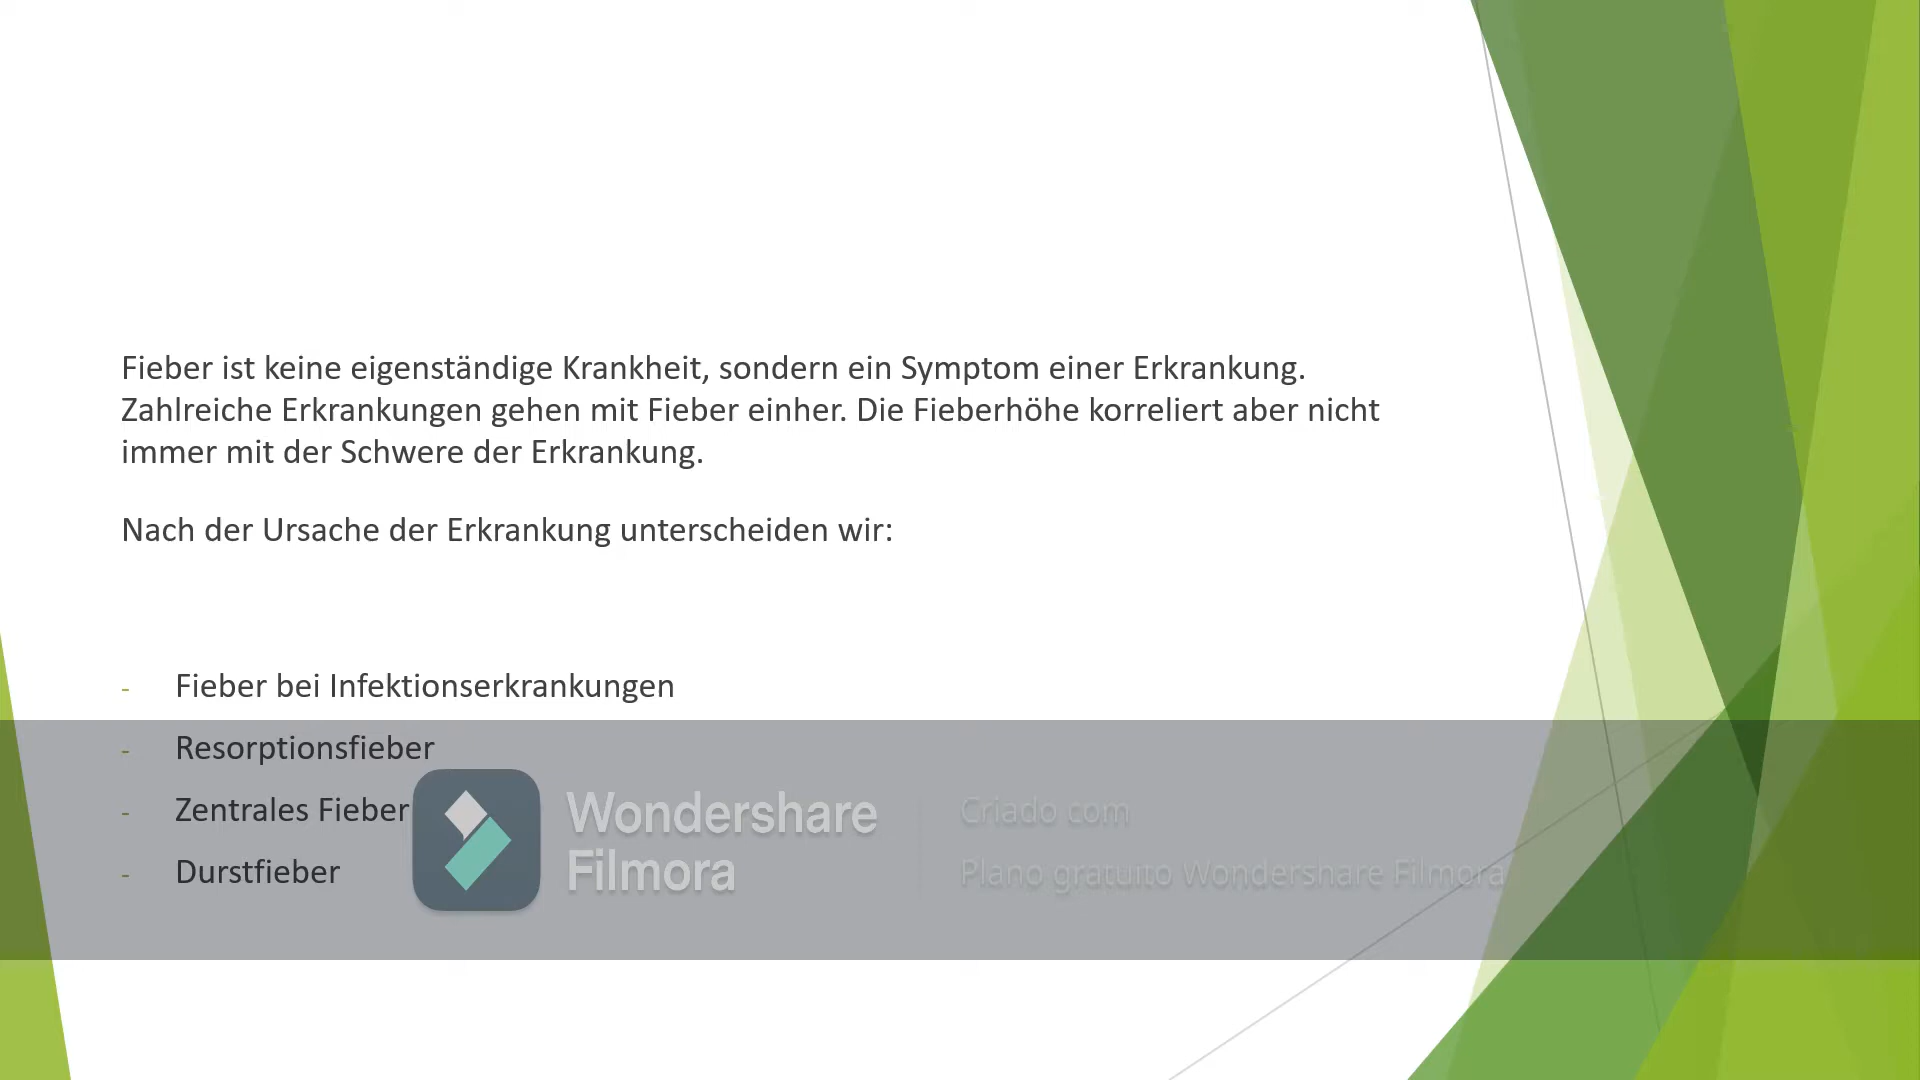 Fieber ist keine eigenständige Krankheit, sondern ein Symptom einer Erkrankung.
Zahlreiche Erkrankungen gehen mit Fieber einher. Die Fieberhöhe korreliert aber nicht
immer mit der Schwere der Erkrankung.
Nach der Ursache der Erkrankung unterscheiden wir:
- Fieber bei Infektionserkrankungen
- Resorptionsfieber
- Zentrales Fieber
- Durstfieber
Wondershare
Filmora
Criado com
Plano gratuito Wondershare Filmora